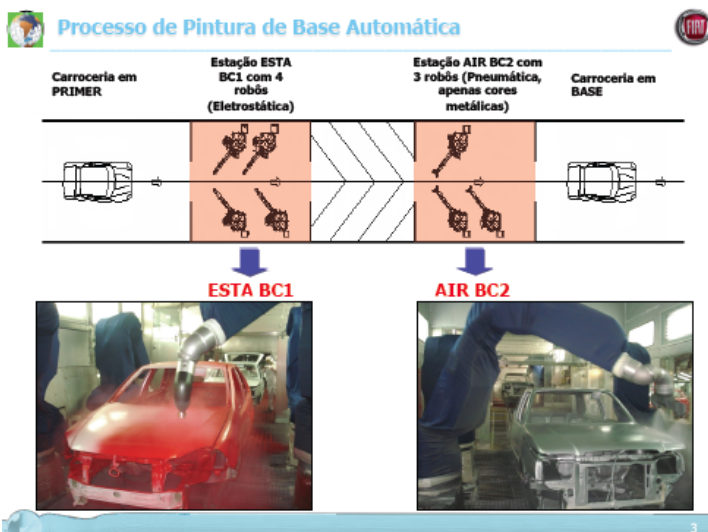 Processo de Pintura de Base Automática
FIAT
Carroceria em
PRIMER
Estação ESTA
BC1 com 4
robôs
(Eletrostática)
Estação AIR BC2 com
3 robôs (Pneumática,
apenas cores
metálicas)
Carroceria em
BASE
ESTA BC1
AIR BC2
3